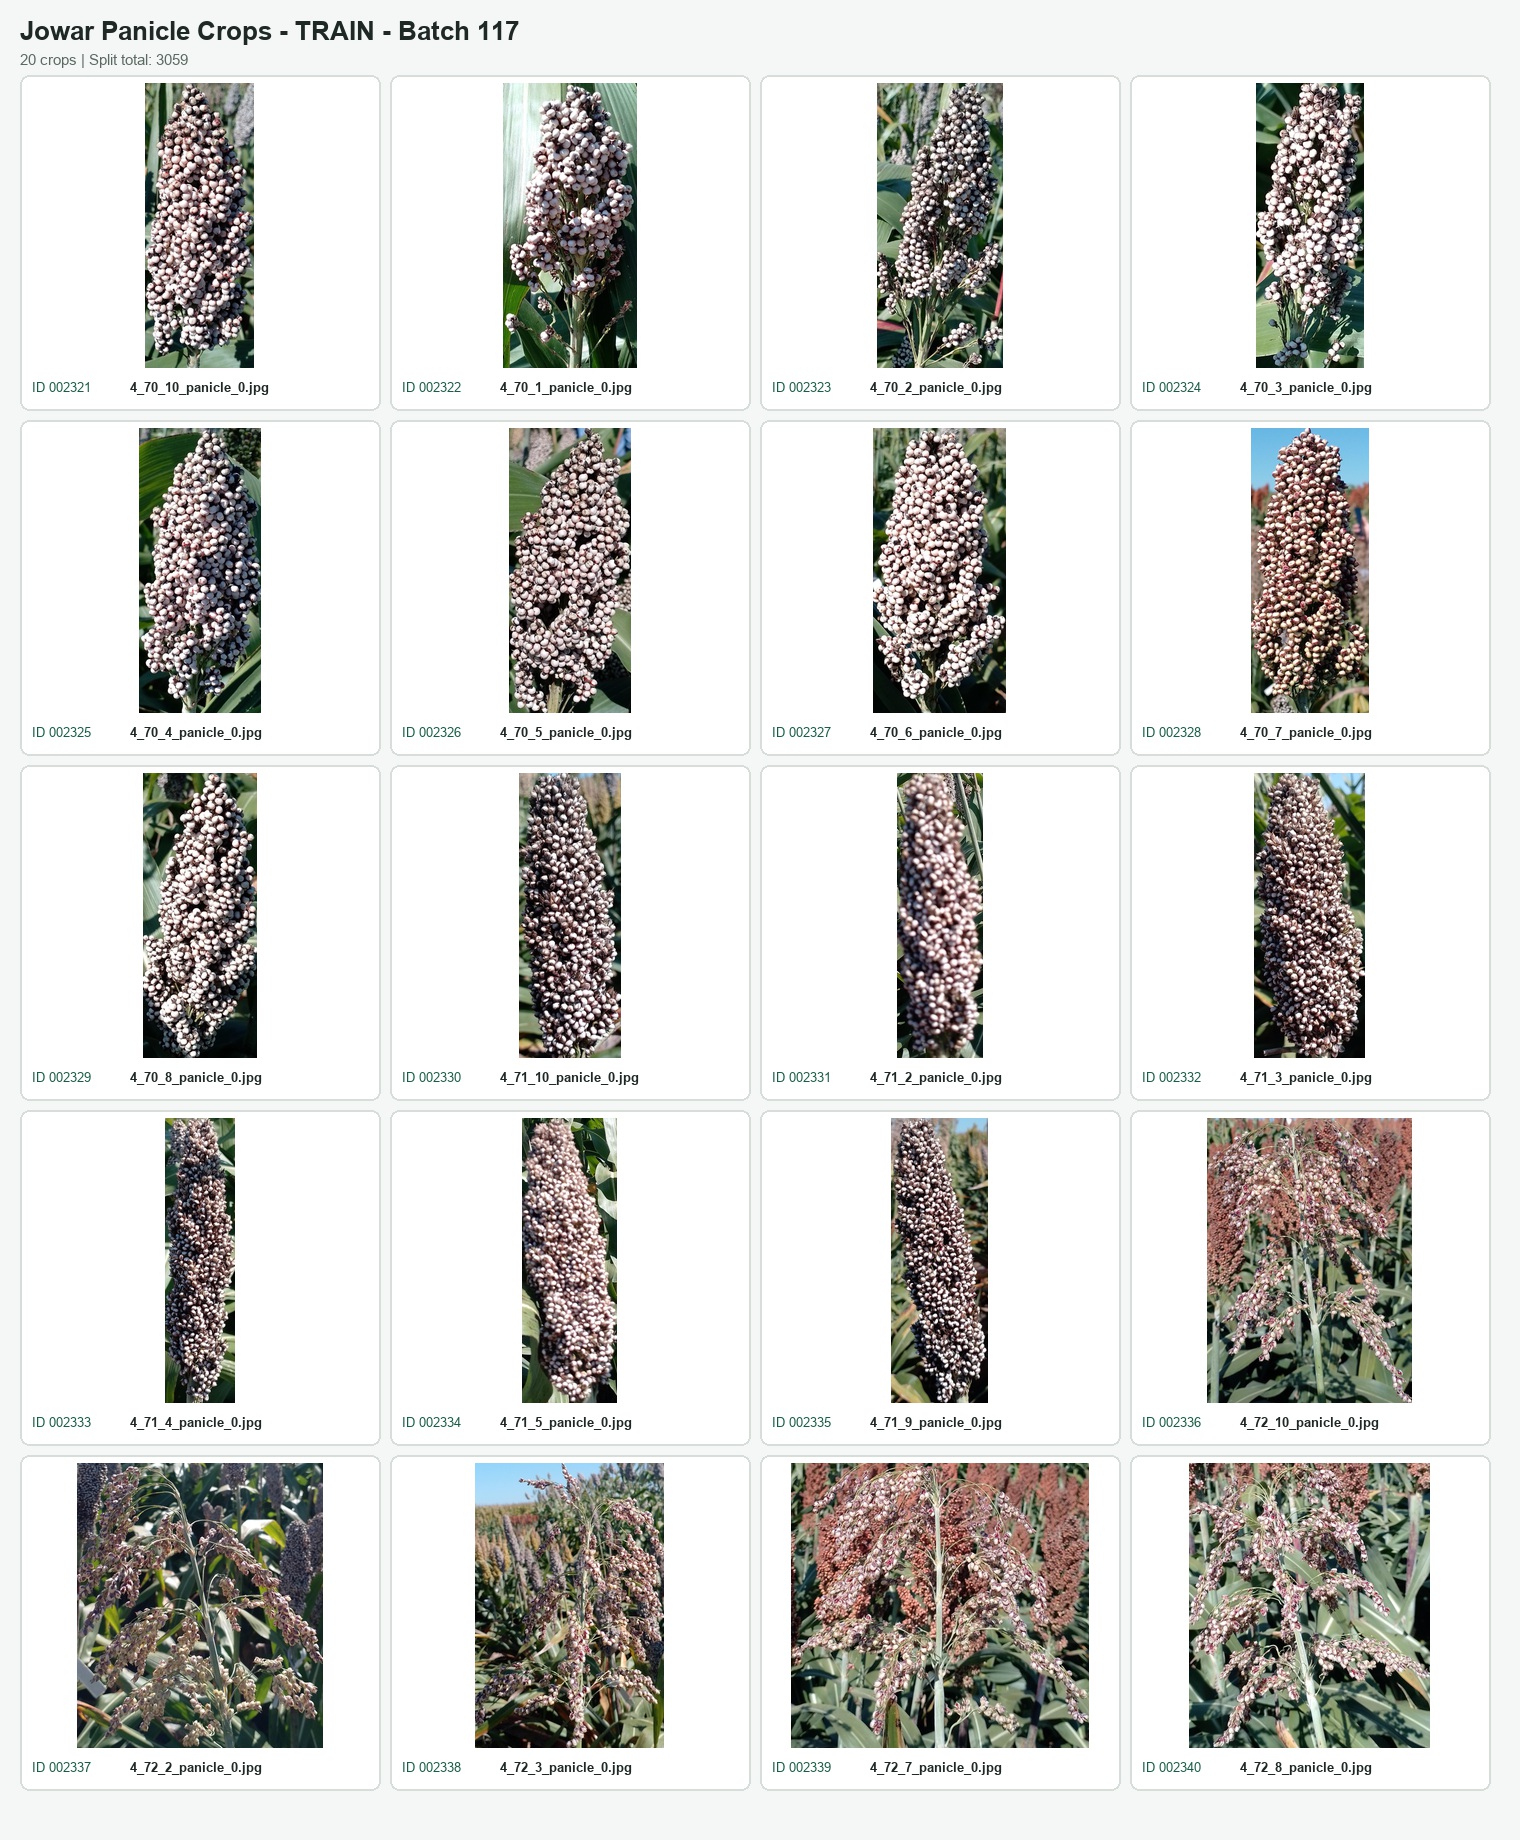 Jowar Panicle Crops - TRAIN - Batch 117
20 crops | Split total: 3059
ID 002321 4_70_10_panicle_0.jpg
ID 002322 4_70_1_panicle_0.jpg
ID 002323 4_70_2_panicle_0.jpg
ID 002324 4_70_3_panicle_0.jpg
ID 002325 4_70_4_panicle_0.jpg
ID 002326 4_70_5_panicle_0.jpg
ID 002327 4_70_6_panicle_0.jpg
ID 002328 4_70_7_panicle_0.jpg
ID 002329 4_70_8_panicle_0.jpg
ID 002330 4_71_10_panicle_0.jpg
ID 002331 4_71_2_panicle_0.jpg
ID 002332 4_71_3_panicle_0.jpg
ID 002333 4_71_4_panicle_0.jpg
ID 002334 4_71_5_panicle_0.jpg
ID 002335 4_71_9_panicle_0.jpg
ID 002336 4_72_10_panicle_0.jpg
ID 002337 4_72_2_panicle_0.jpg
ID 002338 4_72_3_panicle_0.jpg
ID 002339 4_72_7_panicle_0.jpg
ID 002340 4_72_8_panicle_0.jpg